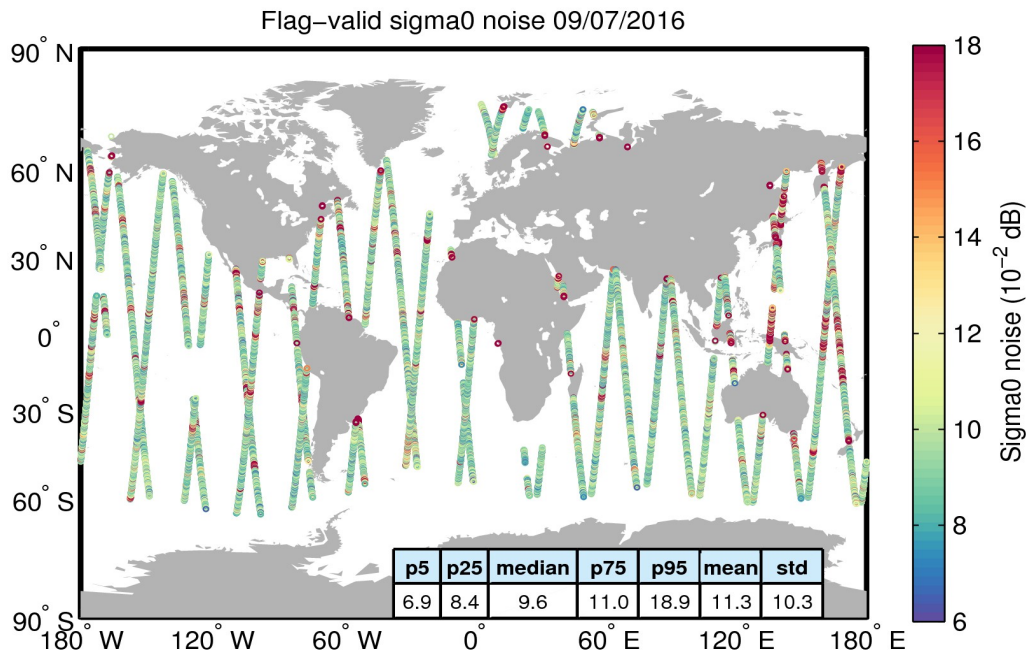 Flag−valid sigma0 noise 09/07/2016
90° N
60° N
30° N
0°
30° S
60° S
90° S
180° W
120° W
60° W
0°
60° E
120° E
180° E
18
16
14
12
10
8
6
Sigma0 noise (10⁻² dB)
p5 p25 median p75 p95 mean std
6.9 8.4 9.6 11.0 18.9 11.3 10.3